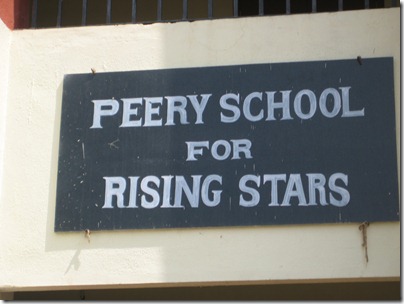 PEERY SCHOOL
FOR
RISING STARS